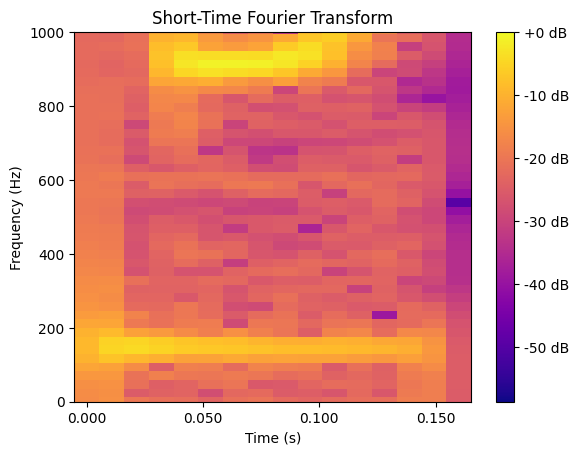 Short-Time Fourier Transform
1000
800
600
400
200
0
Frequency (Hz)
0.000
0.050
0.100
0.150
Time (s)
+0 dB
-10 dB
-20 dB
-30 dB
-40 dB
-50 dB